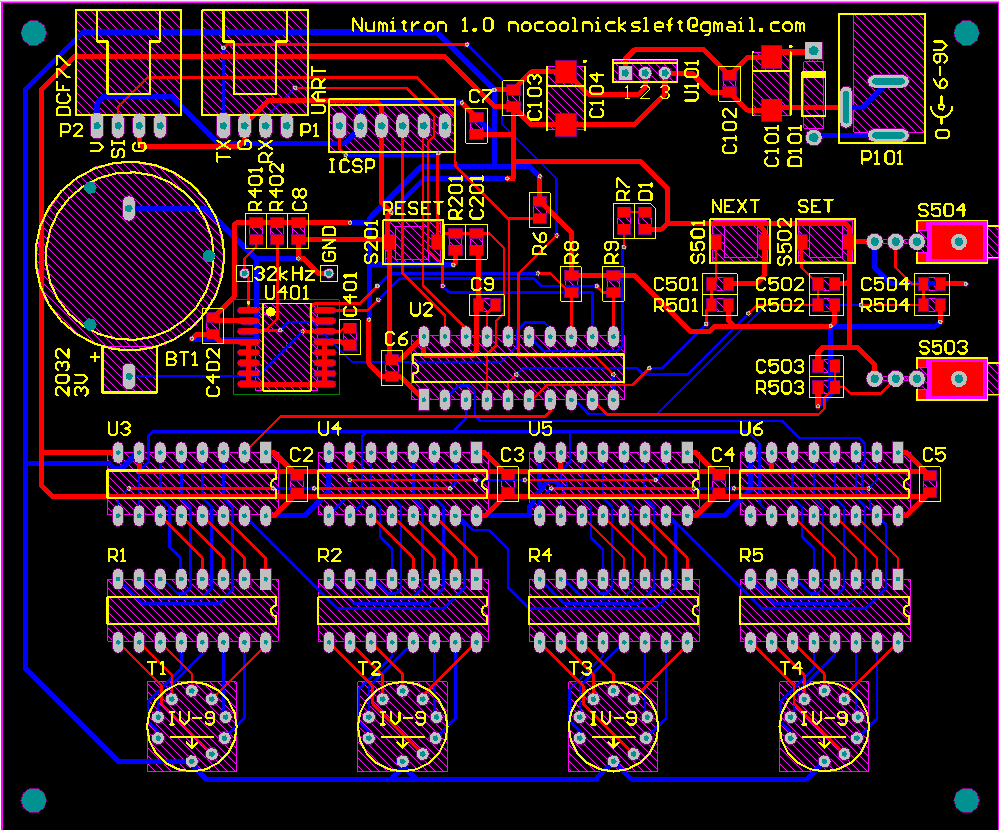 Numitron 1.0 nocoolnicksleft@gmail.com
DCF77
UART
P2
V
SI
G
TX
G
RX
P1
ICSP
C7
C103
C104
1 2 3
U101
C102
C101
D101
P101
6-9V
R401
R402
C8
GND
32kHz
U401
C401
C402
BT1
+
2032
3V
RESET
S201
R201
C201
C9
U2
C6
R6
R8
R9
R7
NEXT
S501
SET
S502
S504
C501
R501
C502
R502
C504
R504
C503
R503
S503
U3
C2
U4
C3
U5
C4
U6
C5
R1
R2
R4
R5
T1
T2
T3
T4
IV-9
IV-9
IV-9
IV-9